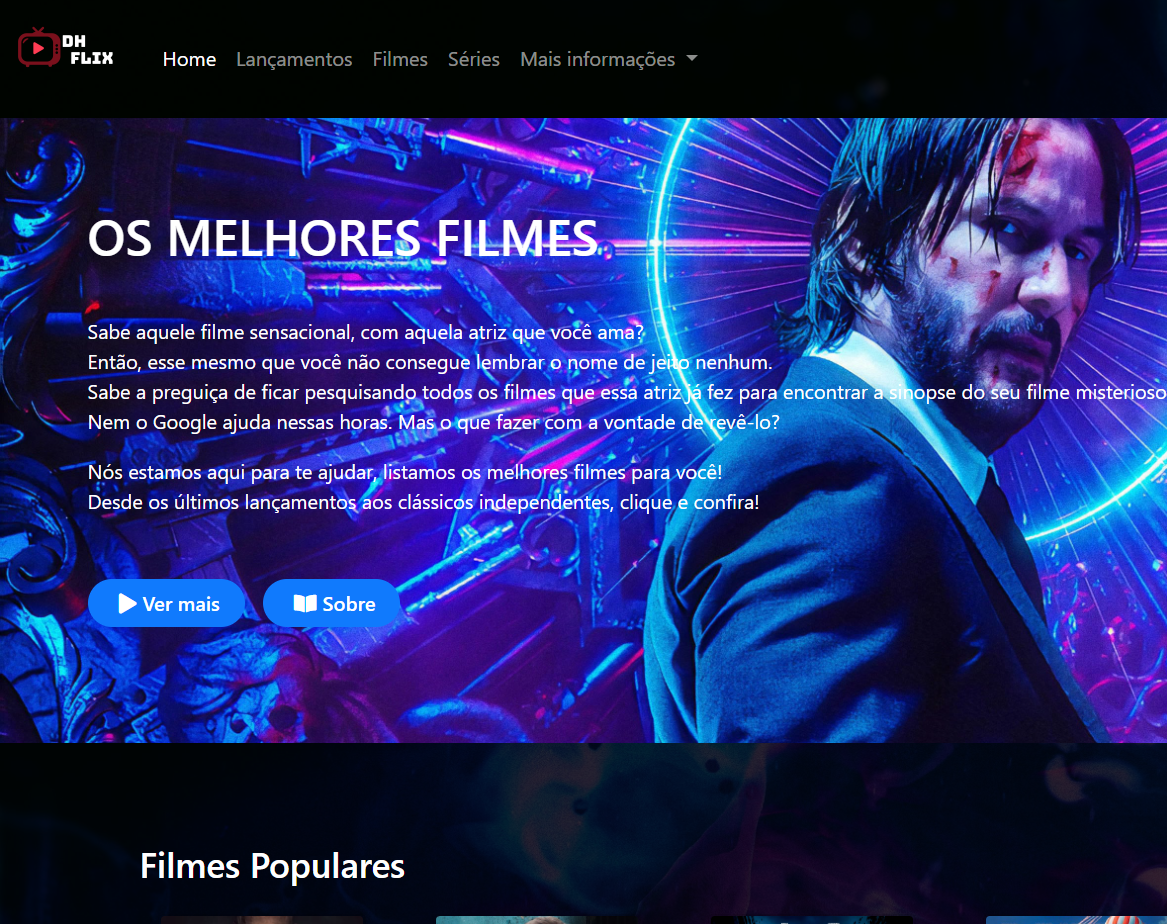 DH
FLIX
Home Lançamentos Filmes Séries Mais informações
OS MELHORES FILMES
Sabe aquele filme sensacional, com aquela atriz que você ama?
Então, esse mesmo que você não consegue lembrar o nome de jeito nenhum.
Sabe a preguiça de ficar pesquisando todos os filmes que essa atriz já fez para encontrar a sinopse do seu filme misterioso
Nem o Google ajuda nessas horas. Mas o que fazer com a vontade de revê-lo?
Nós estamos aqui para te ajudar, listamos os melhores filmes para você!
Desde os últimos lançamentos aos clássicos independentes, clique e confira!
Ver mais Sobre
Filmes Populares